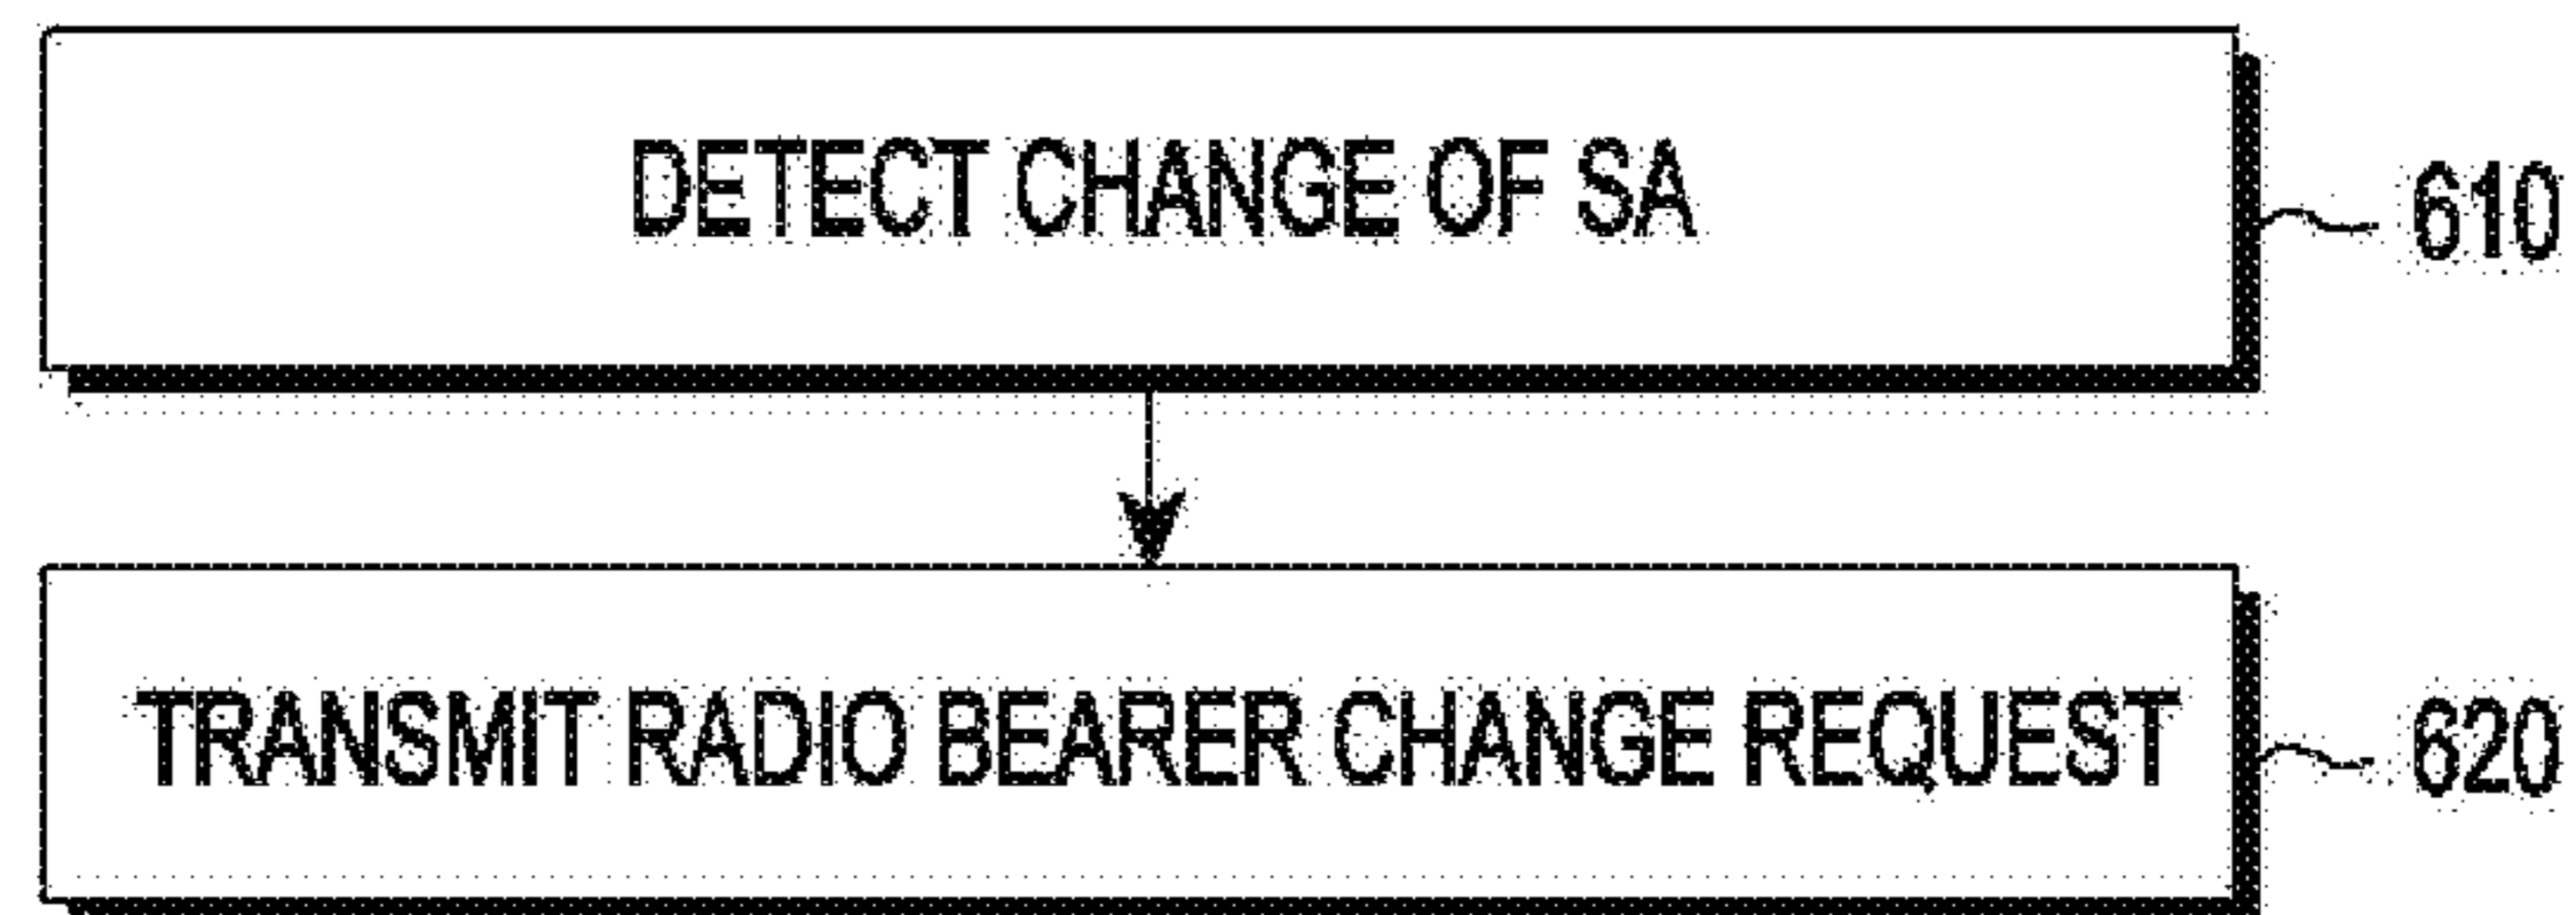 DETECT CHANGE OF SA
610
TRANSMIT RADIO BEARER CHANGE REQUEST
620